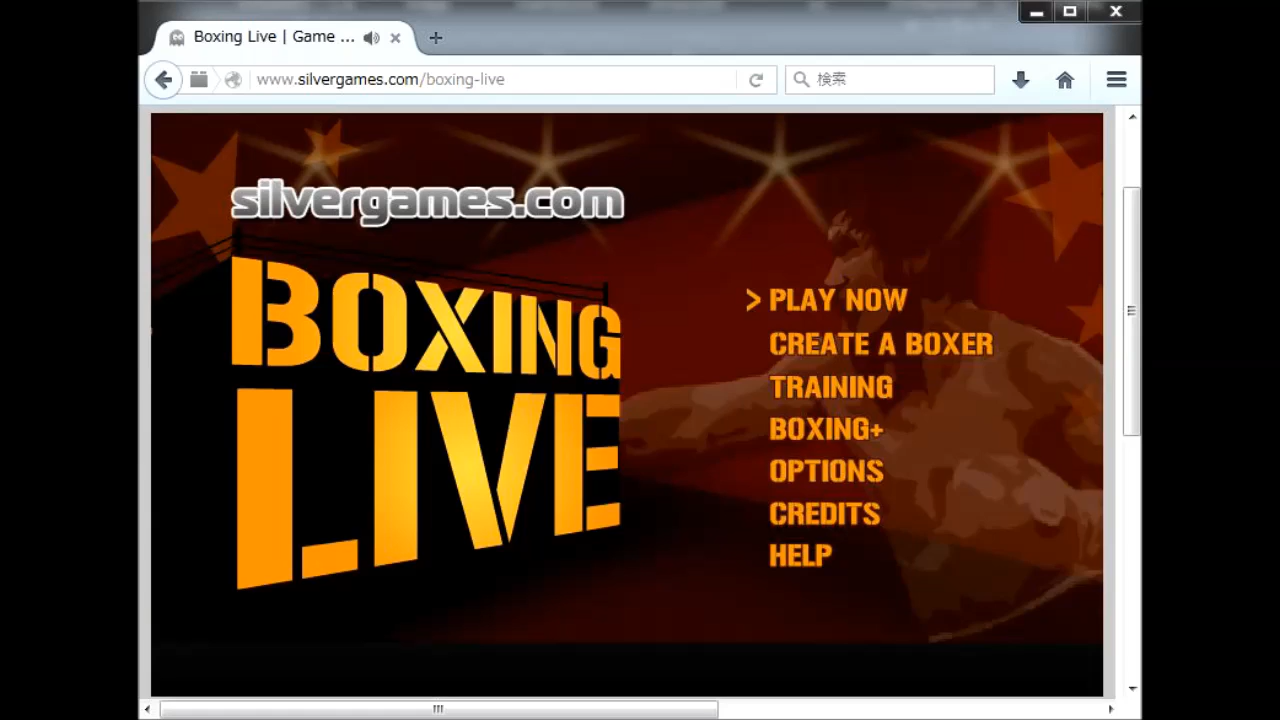 Boxing Live | Game ...
www.silvergames.com/boxing-live
検索
silvergames.com
BOXING
LIVE
> PLAY NOW
CREATE A BOXER
TRAINING
BOXING+
OPTIONS
CREDITS
HELP